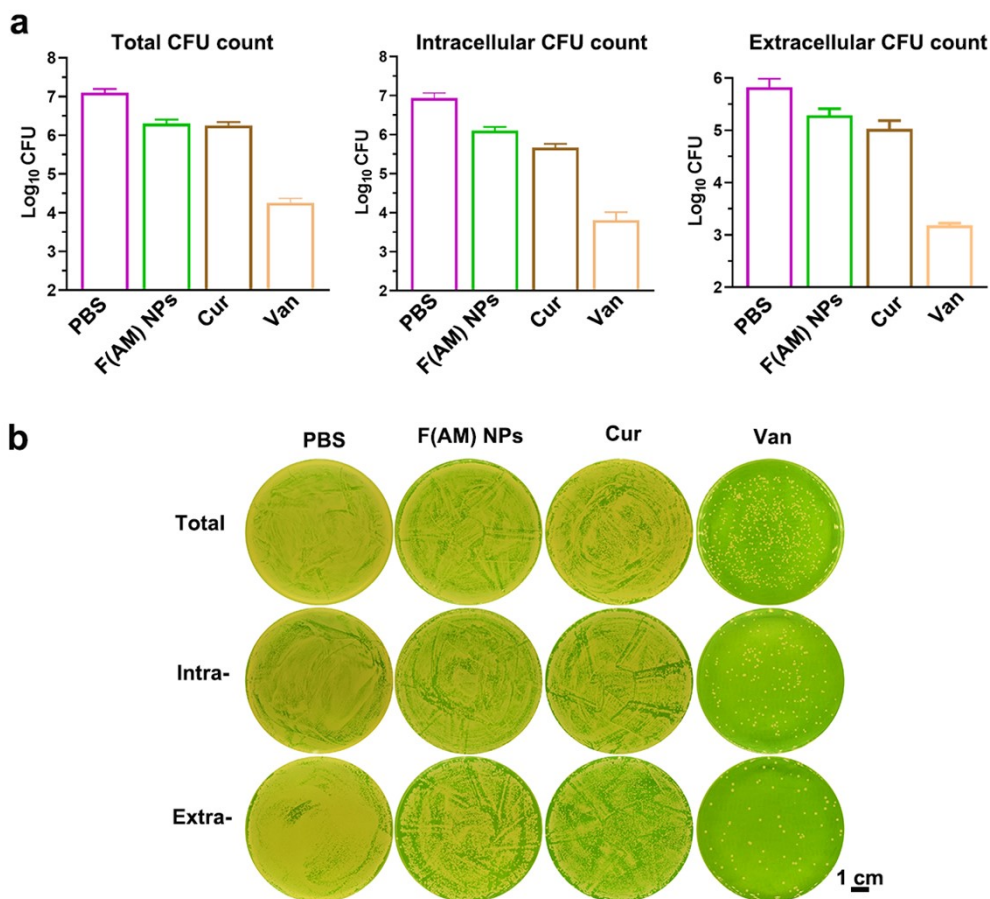 a
Total CFU count
Intracellular CFU count
Extracellular CFU count
Log10 CFU
8
7
6
5
4
3
2
PBS
F(AM) NPs
Cur
Van
Log10 CFU
8
7
6
5
4
3
2
PBS
F(AM) NPs
Cur
Van
Log10 CFU
6
5
4
3
2
PBS
F(AM) NPs
Cur
Van
b
PBS F(AM) NPs Cur Van
Total
Intra-
Extra-
1 cm